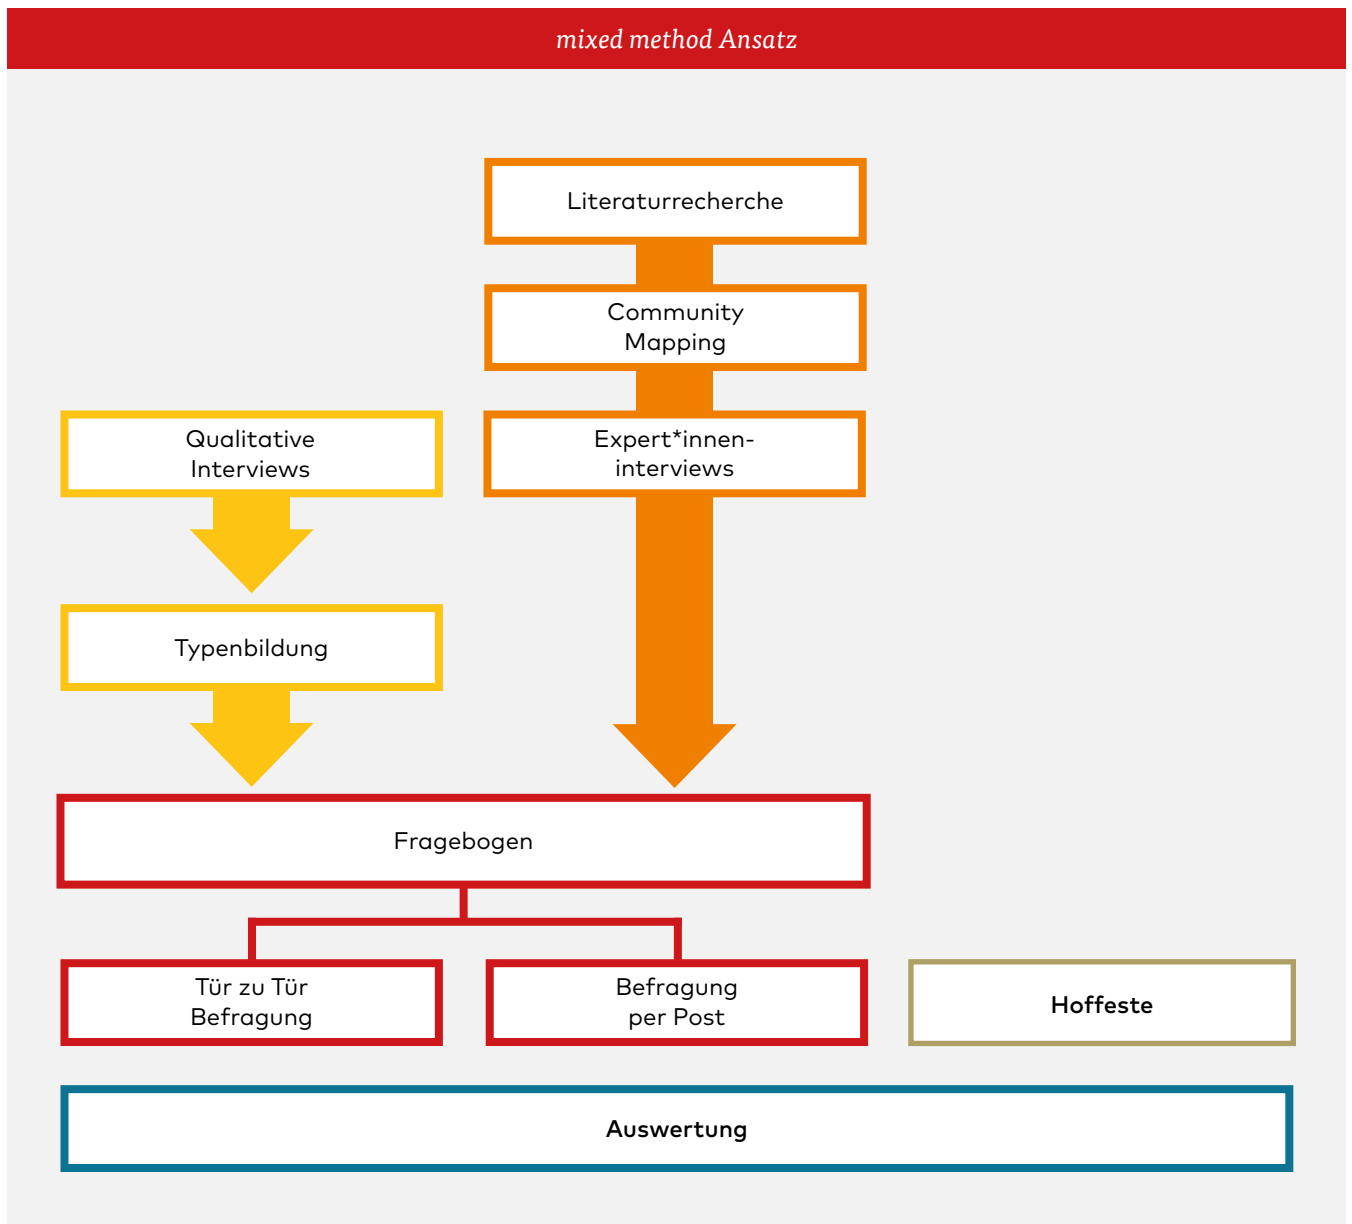 mixed method Ansatz
Literaturrecherche
Community
Mapping
Qualitative
Interviews
Expert*innen-
interviews
Typenbildung
Fragebogen
Tür zu Tür
Befragung
Befragung
per Post
Hoffeste
Auswertung